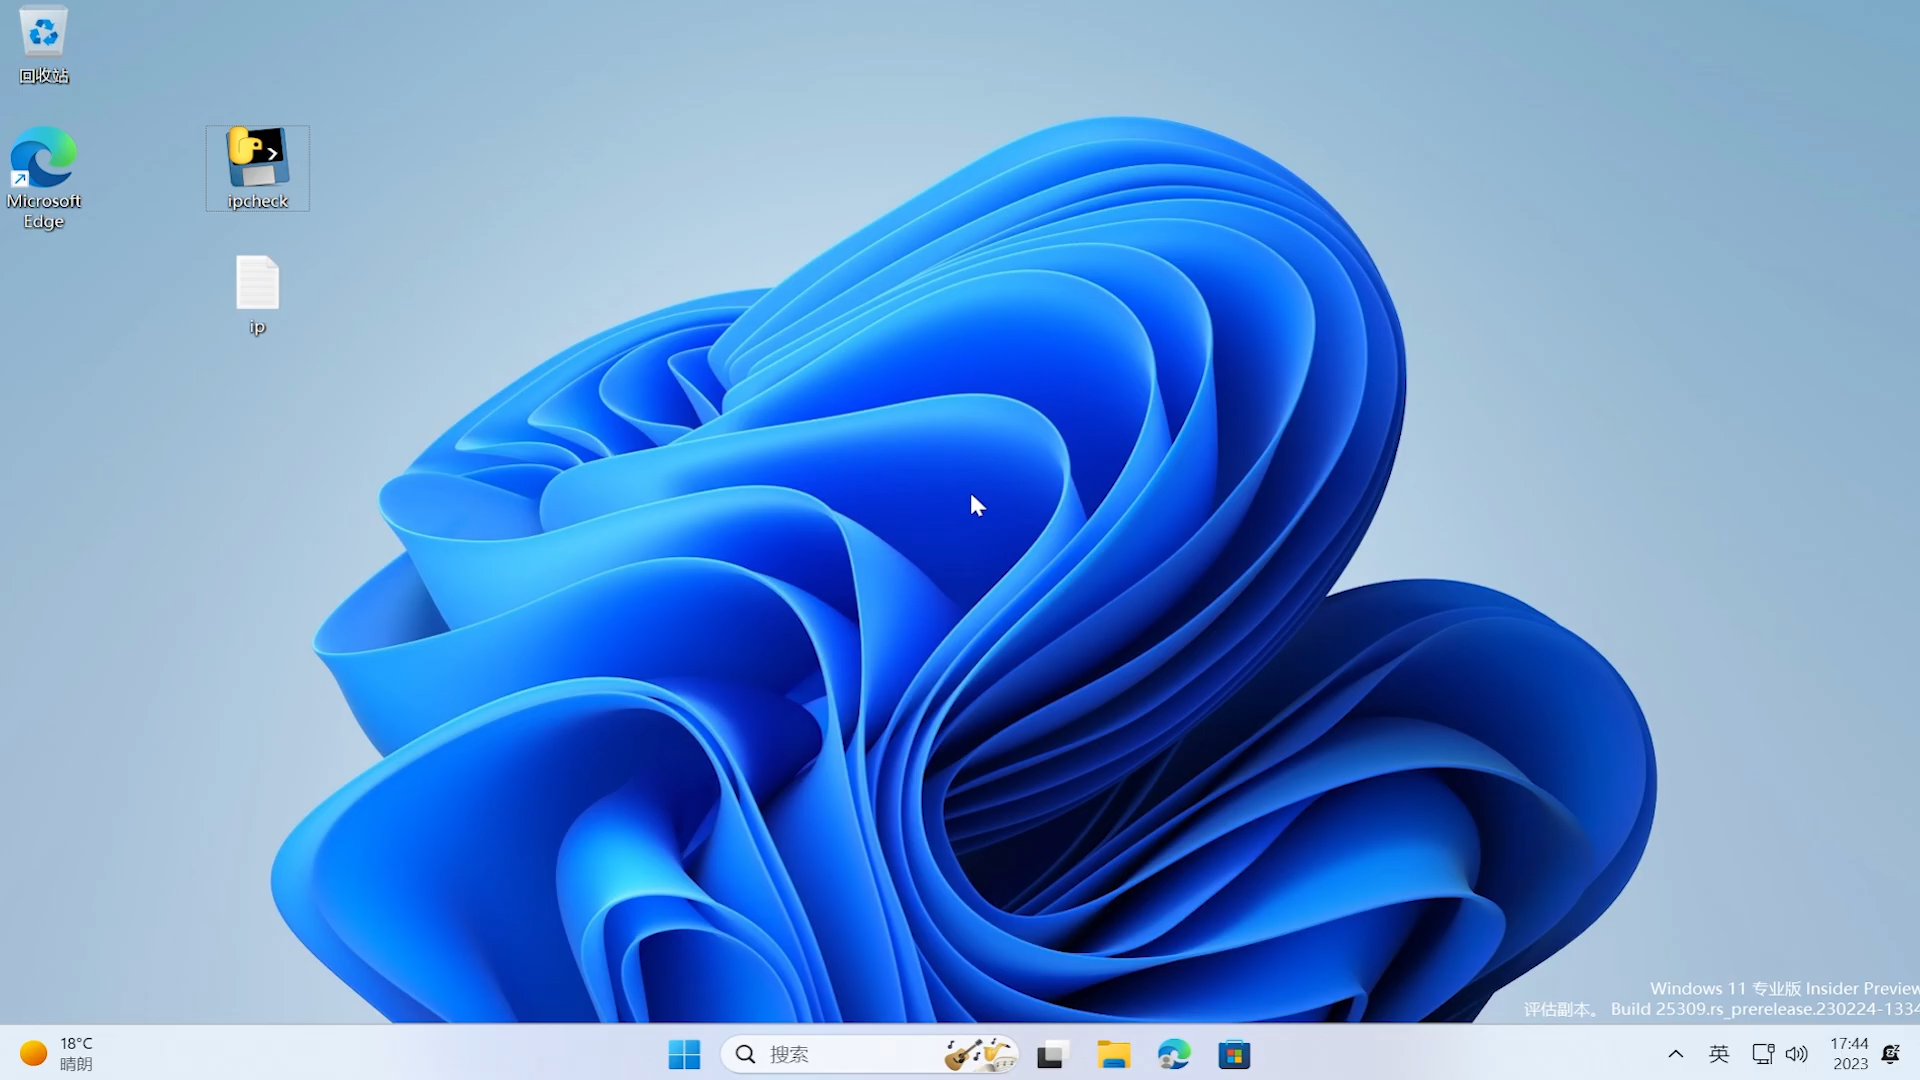 回收站
Microsoft
Edge
ipcheck
ip
Windows 11 专业版 Insider Preview
评估副本。 Build 25309.rs_prerelease.230224-1334
18°C
晴朗
搜索
英
17:44
2023